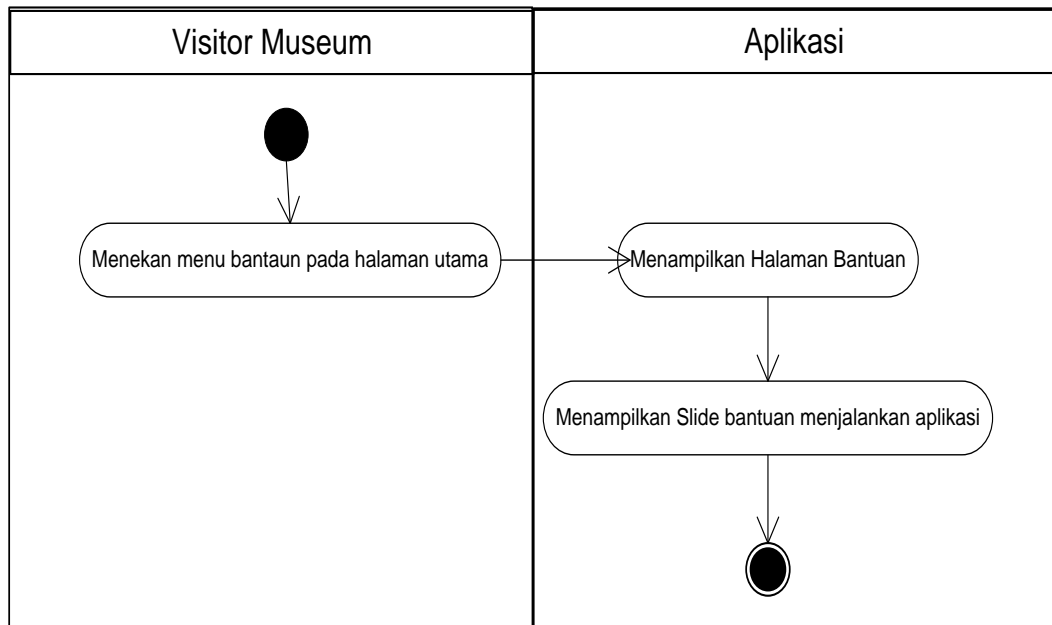 Visitor Museum
Aplikasi
Menekan menu bantaun pada halaman utama
Menampilkan Halaman Bantuan
Menampilkan Slide bantuan menjalankan aplikasi